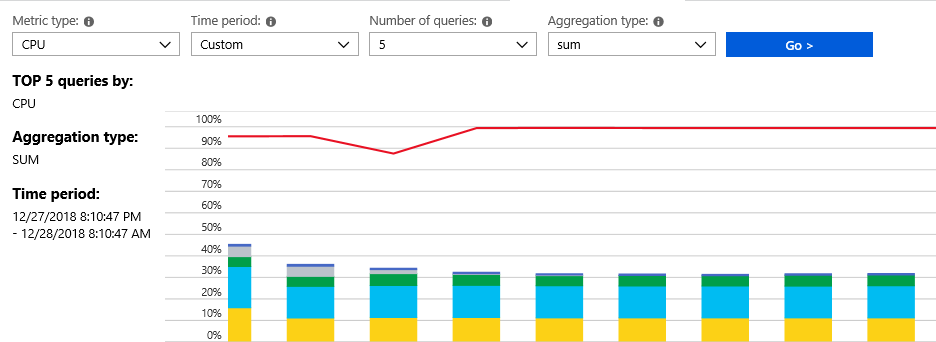 Metric type: Time period: Number of queries: Aggregation type:
CPU Custom 5 sum Go >
TOP 5 queries by:
CPU
Aggregation type:
SUM
Time period:
12/27/2018 8:10:47 PM
- 12/28/2018 8:10:47 AM
100%
90%
80%
70%
60%
50%
40%
30%
20%
10%
0%